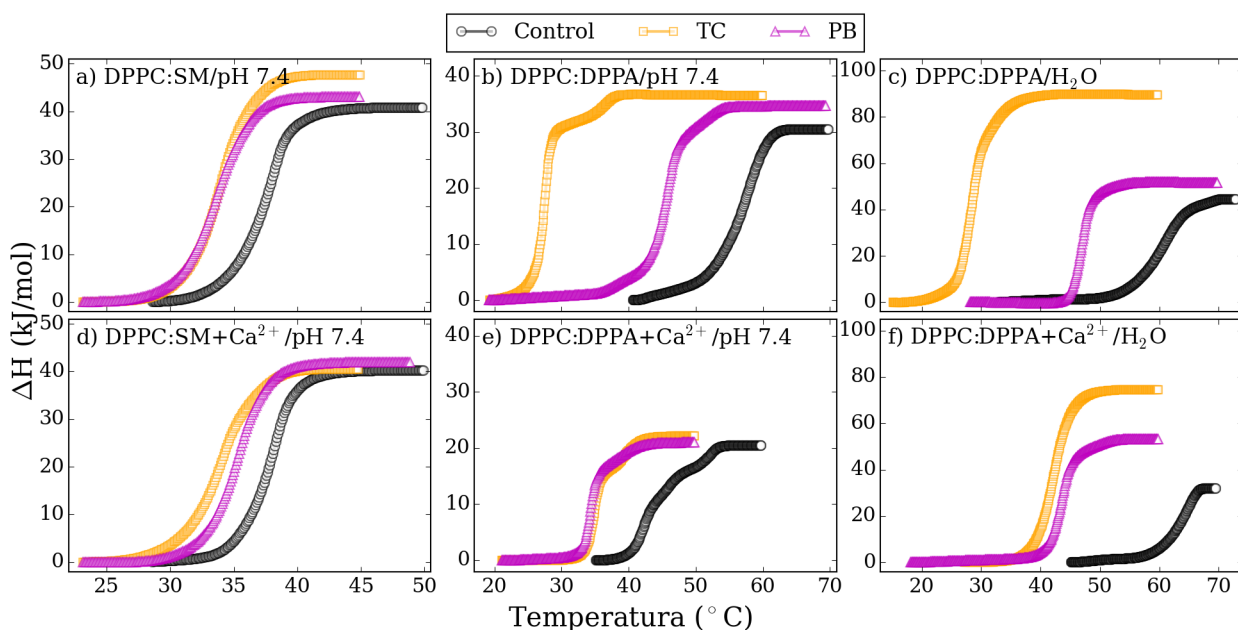 Control TC PB
a) DPPC:SM/pH 7.4
b) DPPC:DPPA/pH 7.4
c) DPPC:DPPA/H₂O
50
40
30
20
10
0
40
30
20
10
0
100
80
60
40
20
0
d) DPPC:SM+Ca²⁺/pH 7.4
e) DPPC:DPPA+Ca²⁺/pH 7.4
f) DPPC:DPPA+Ca²⁺/H₂O
50
40
30
20
10
0
40
30
20
10
0
100
80
60
40
20
0
25 30 35 40 45 50
20 30 40 50 60 70
20 30 40 50 60 70
ΔH (kJ/mol)
Temperatura (°C)